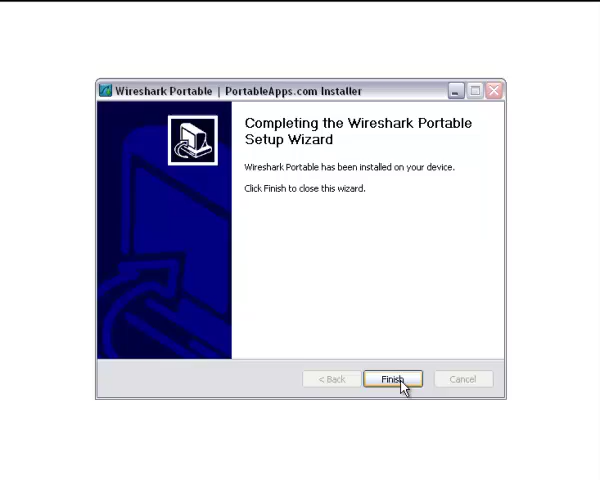 Wireshark Portable | PortableApps.com Installer
Completing the Wireshark Portable
Setup Wizard
Wireshark Portable has been installed on your device.
Click Finish to close this wizard.
< Back Finish Cancel